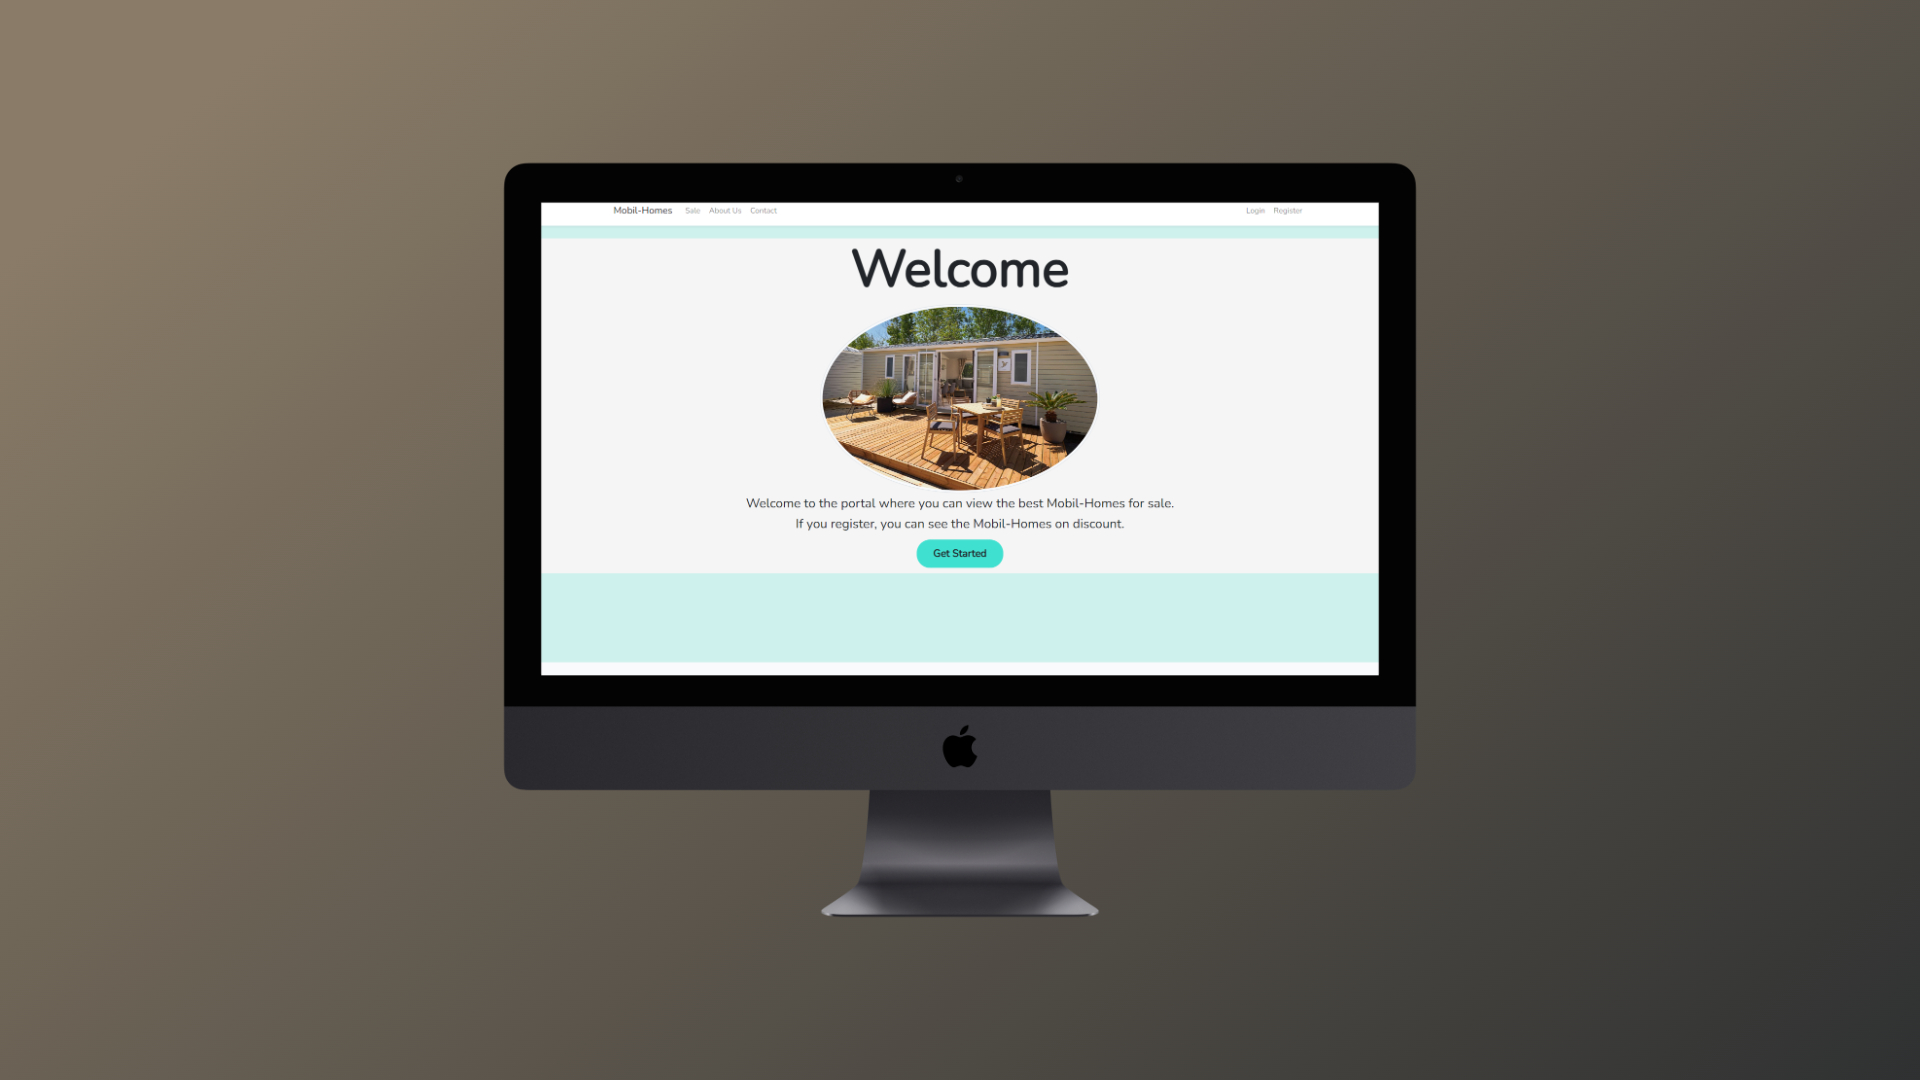 Mobil-Homes Sale About Us Contact Login Register
Welcome
Welcome to the portal where you can view the best Mobil-Homes for sale.
If you register, you can see the Mobil-Homes on discount.
Get Started